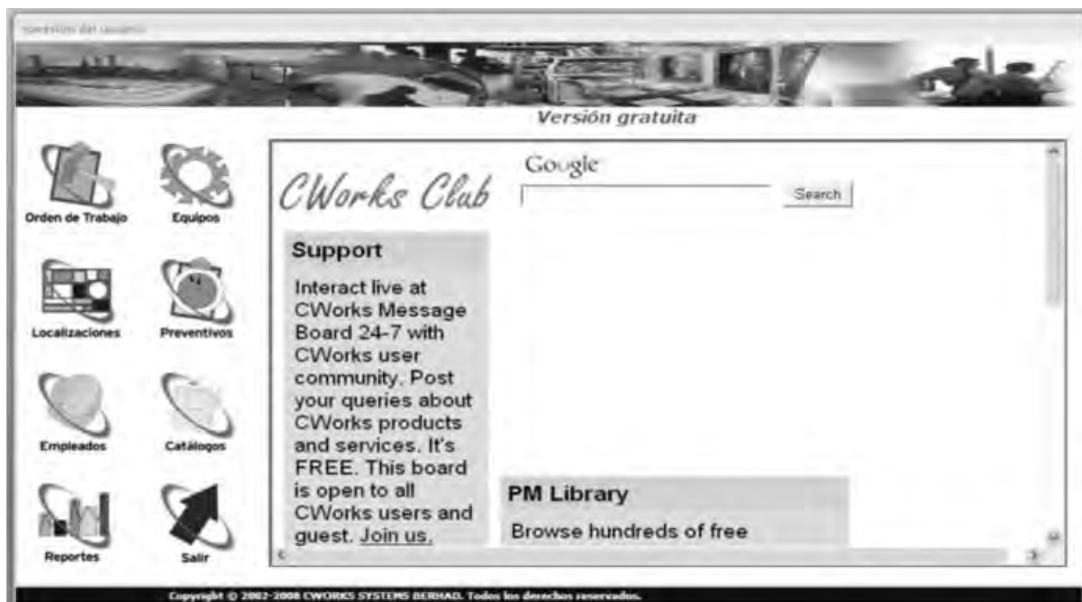 Versión gratuita
Orden de Trabajo
Equipos
Localizaciones
Preventivos
Empleados
Catálogos
Reportes
Salir
CWorks Club
Google
Search
Support
Interact live at
CWorks Message
Board 24-7 with
CWorks user
community. Post
your queries about
CWorks products
and services. It's
FREE. This board
is open to all
CWorks users and
guest. Join us.
PM Library
Browse hundreds of free
Copyright © 2002-2008 CWORKS SYSTEMS BERHAD. Todos los derechos reservados.